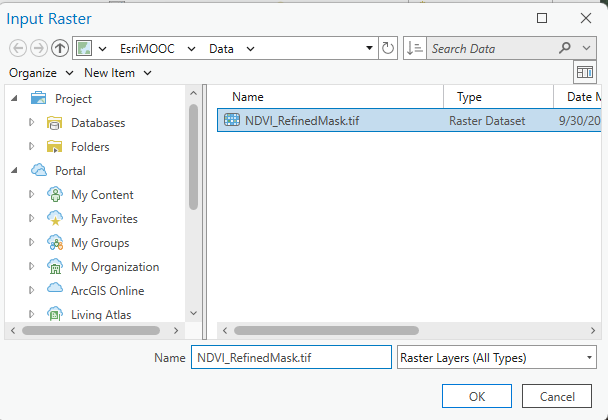 Input Raster
EsriMOOC Data Search Data
Organize New Item
Project
Databases
Folders
Portal
My Content
My Favorites
My Groups
My Organization
ArcGIS Online
Living Atlas
Name Type Date M
NDVI_RefinedMask.tif Raster Dataset 9/30/20
Name NDVI_RefinedMask.tif Raster Layers (All Types)
OK Cancel